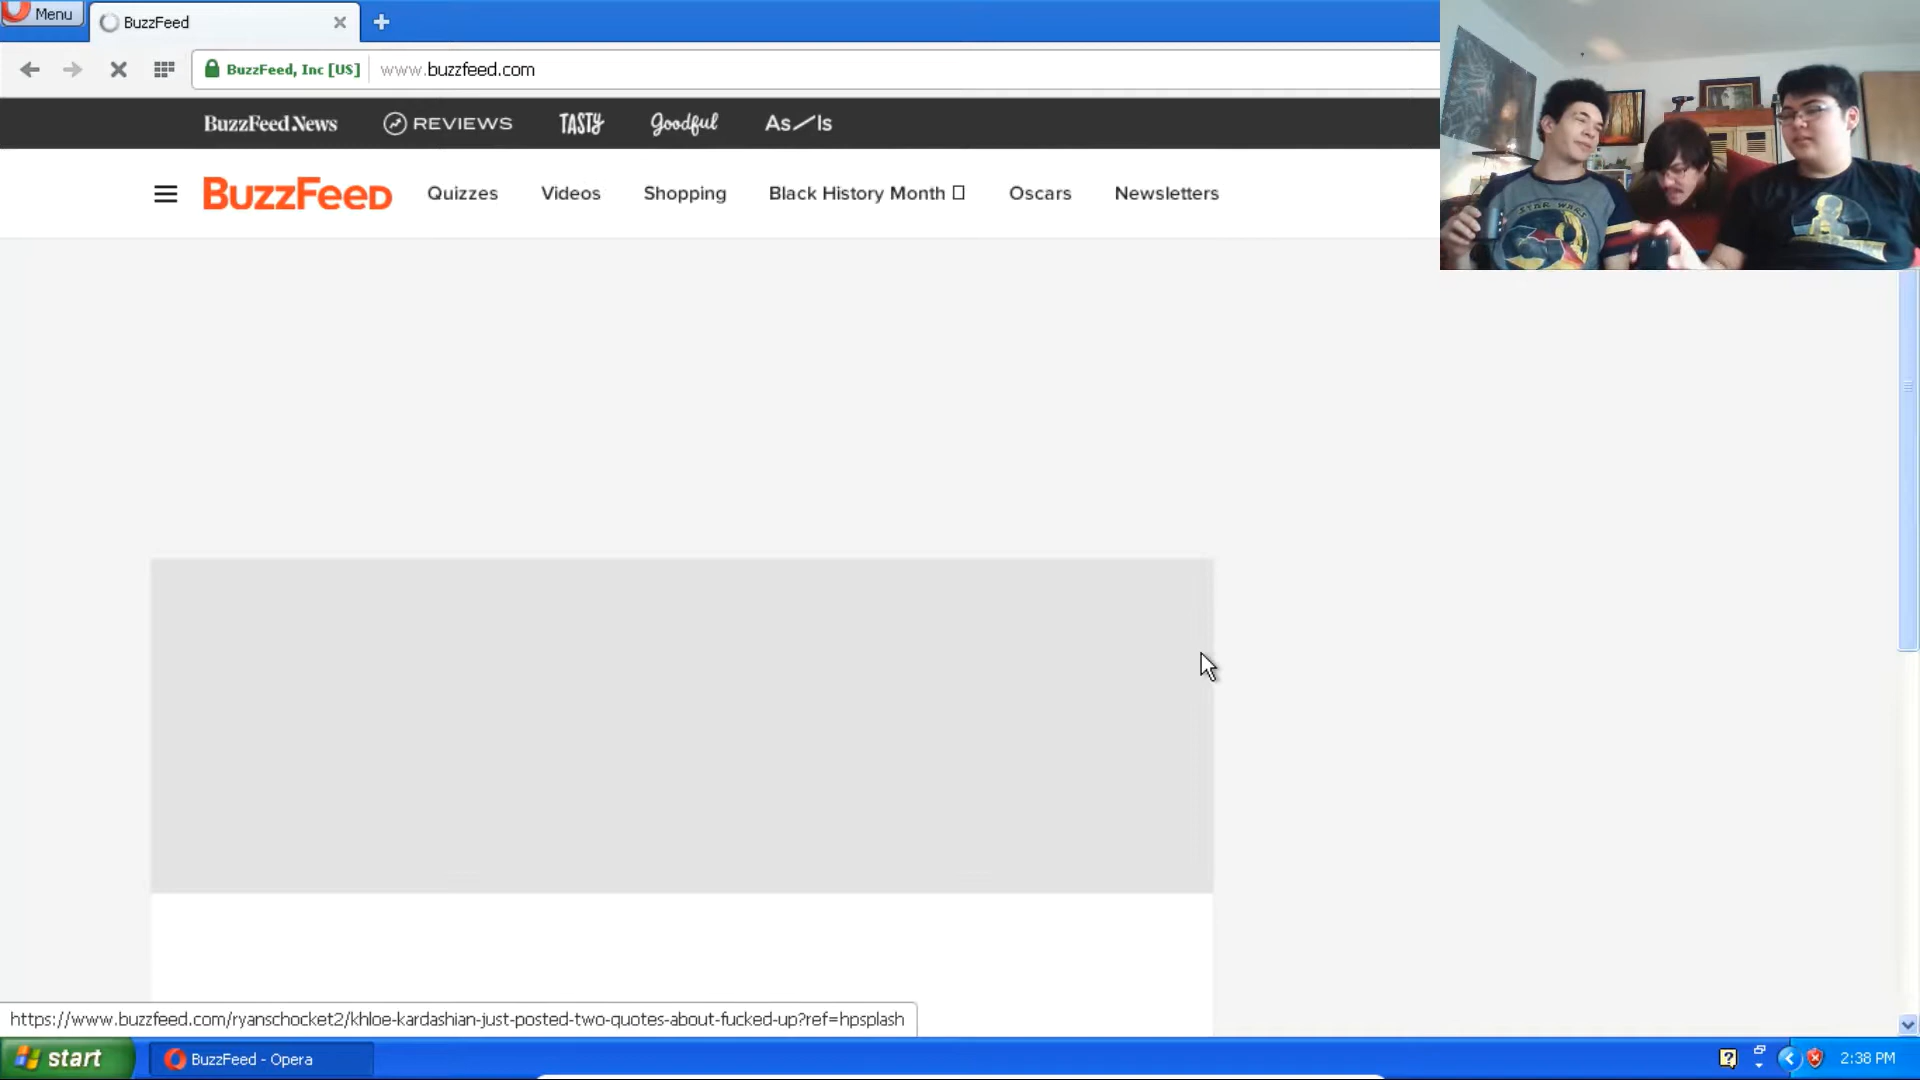 Menu
BuzzFeed
BuzzFeed, Inc [US]
www.buzzfeed.com
BuzzFeed News
REVIEWS
TASTY
goodful
As/Is
BuzzFeed
Quizzes
Videos
Shopping
Black History Month
Oscars
Newsletters
STAR WARS
https://www.buzzfeed.com/ryanschocket2/khloe-kardashian-just-posted-two-quotes-about-fucked-up?ref=hpsplash
start
BuzzFeed - Opera
2:38 PM